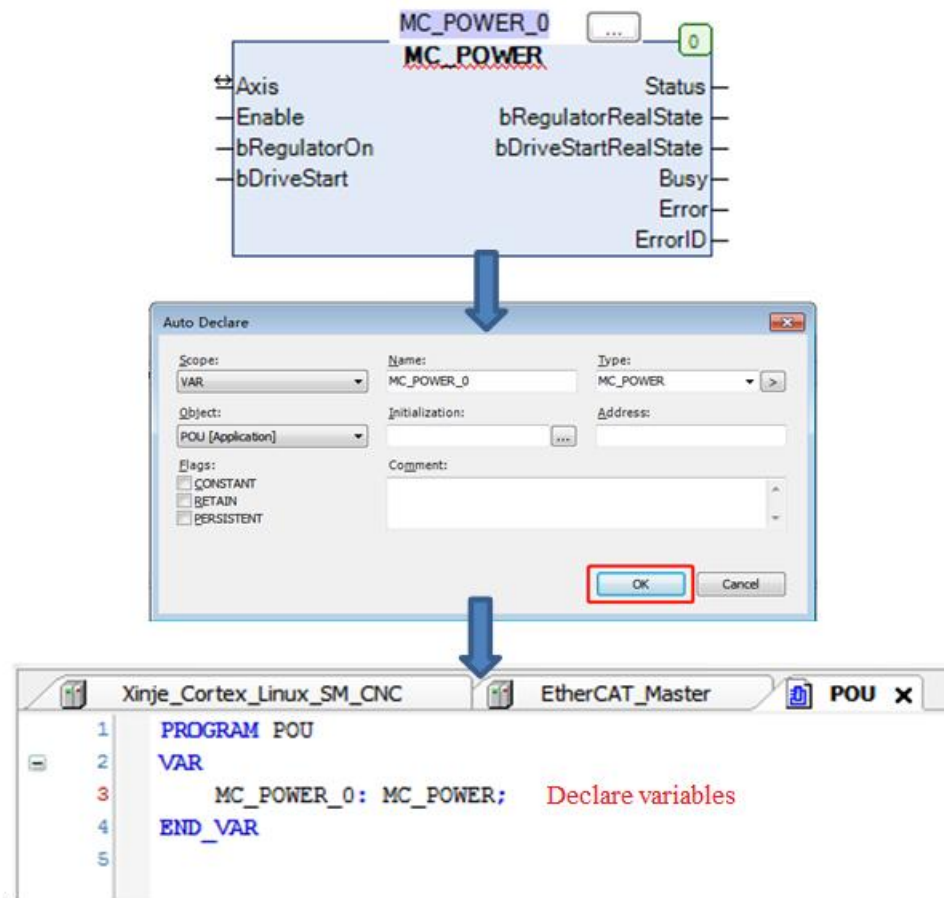 MC_POWER_0
...
0
MC_POWER
Axis Status
Enable bRegulatorRealState
bRegulatorOn bDriveStartRealState
bDriveStart Busy
Error
ErrorID
Auto Declare
Scope: Name: Type:
VAR MC_POWER_0 MC_POWER >
Object: Initialization: Address:
POU [Application] ...
Flags: Comment:
CONSTANT
RETAIN
PERSISTENT
OK Cancel
Xinje_Cortex_Linux_SM_CNC EtherCAT_Master POU X
1 PROGRAM POU
2 VAR
3 MC_POWER_0: MC_POWER; Declare variables
4 END_VAR
5